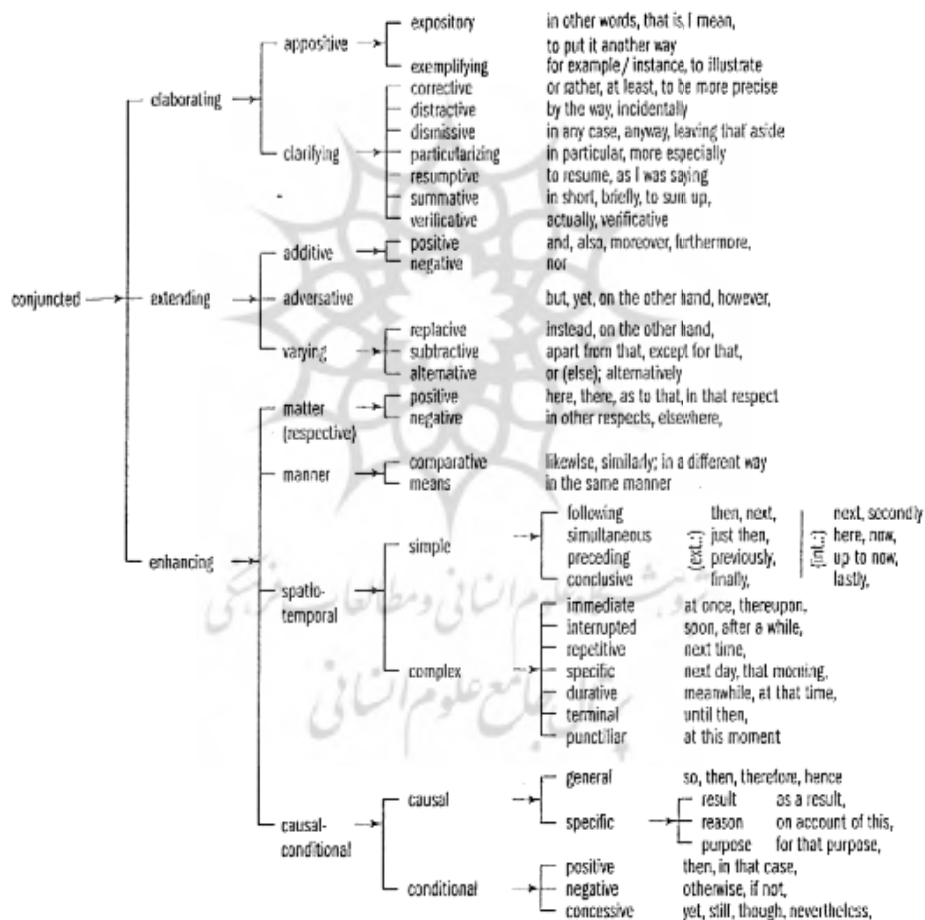 expository in other words, that is, I mean,
appositive to put it another way
exemplifying for example/ instance, to illustrate
corrective or rather, at least, to be more precise
elaborating distractive by the way, incidentally
dismissive in any case, anyway, leaving that aside
clarifying particularizing in particular, more especially
resumptive to resume, as I was saying
summative in short, briefly, to sum up,
verificative actually, verificative
additive positive and, also, moreover, furthermore,
negative nor
conjuncted extending adversative but, yet, on the other hand, however,
replacive instead, on the other hand,
varying subtractive apart from that, except for that,
alternative or (else); alternatively
matter positive here, there, as to that, in that respect
(respective) negative in other respects, elsewhere,
manner comparative likewise, similarly; in a different way
means in the same manner
following then, next, next, secondly
simple simultaneous (ext.:) just then, (int.:) here, now,
enhancing preceding previously, up to now,
conclusive finally, lastly,
پژوهشگاه علوم انسانی و مطالعات فرهنگی
spatio-
temporal immediate at once, thereupon,
interrupted soon, after a while,
repetitive next time,
complex specific next day, that morning,
durative meanwhile, at that time,
terminal until then,
punctiliar at this moment
پرتال جامع علوم انسانی
general so, then, therefore, hence
causal result as a result,
causal-
conditional specific reason on account of this,
purpose for that purpose,
positive then, in that case,
conditional negative otherwise, if not,
concessive yet, still, though, nevertheless,